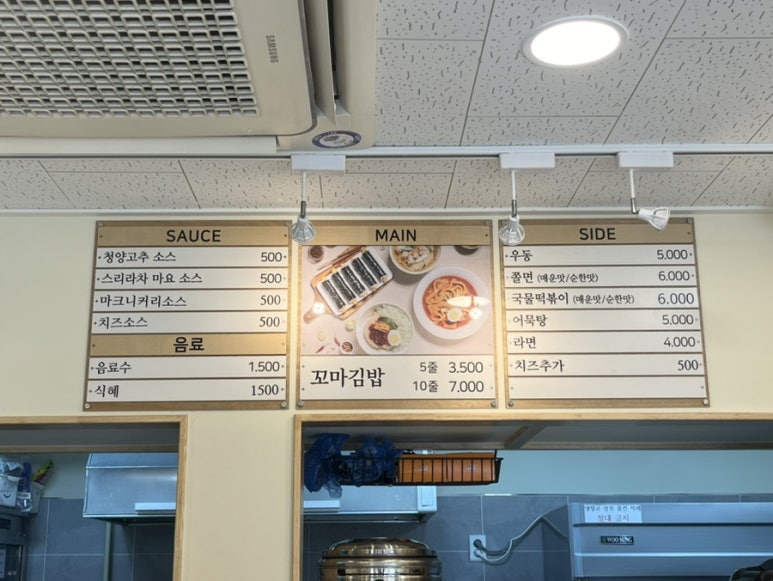 SAMSUNG
SAUCE
청양고추 소스 500
스리라차 마요 소스 500
마크니커리소스 500
치즈소스 500
음료
음료수 1.500
식혜 1500
MAIN
꼬마김밥 5줄 3.500
10줄 7.000
SIDE
우동 5.000
쫄면 (매운맛/순한맛) 6.000
국물떡볶이 (매운맛/순한맛) 6,000
어묵탕 5,000
라면 4.000
치즈추가 500
절대 금지
WOOSUNG